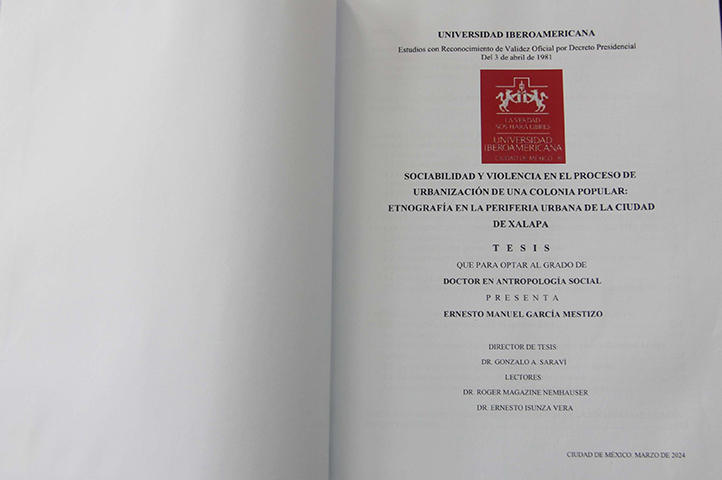 UNIVERSIDAD IBEROAMERICANA
Estudios con Reconocimiento de Validez Oficial por Decreto Presidencial
Del 3 de abril de 1981
LA VERDAD
NOS HARÁ LIBRES
UNIVERSIDAD
IBEROAMERICANA
CIUDAD DE MÉXICO
SOCIABILIDAD Y VIOLENCIA EN EL PROCESO DE
URBANIZACIÓN DE UNA COLONIA POPULAR:
ETNOGRAFÍA EN LA PERIFERIA URBANA DE LA CIUDAD
DE XALAPA
T E S I S
QUE PARA OPTAR AL GRADO DE
DOCTOR EN ANTROPOLOGÍA SOCIAL
P R E S E N T A
ERNESTO MANUEL GARCÍA MESTIZO
DIRECTOR DE TESIS:
DR. GONZALO A. SARAVÍ
LECTORES:
DR. ROGER MAGAZINE NEMHAUSER
DR. ERNESTO ISUNZA VERA
CIUDAD DE MÉXICO. MARZO DE 2024